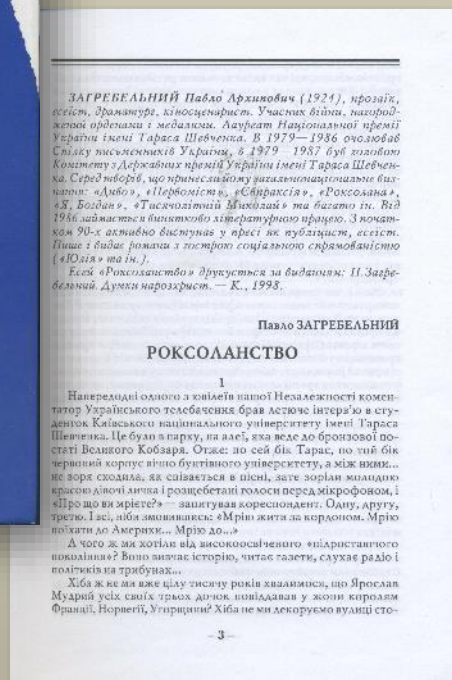 ЗАГРЕБЕЛЬНИЙ Павло Архипович (1924), прозаїк,
есеїст, драматург, кіносценарист. Учасник війни, нагород-
жений орденами і медалями. Лауреат Національної премії
України імені Тараса Шевченка. В 1979—1986 очолював
Спілку письменників України, в 1979—1987 був головою
Комітету з Державних премій України імені Тараса Шевчен-
ка. Серед творів, що принесли йому загальнонаціональне виз-
нання: «Диво», «Первоміст», «Євпраксія», «Роксолана»,
«Я, Богдан», «Тисячолітній Миколай» та багато ін. Від
1986 займається винятково літературною працею. З почат-
ком 90-х активно виступав у пресі як публіцист, есеїст.
Пише і видає романи з гострою соціальною спрямованістю
(«Юлія» та ін.).
Есей «Роксоланство» друкується за виданням: П. Загре-
бельний. Думки нарозхрист. — К., 1998.
Павло ЗАГРЕБЕЛЬНИЙ
РОКСОЛАНСТВО
1
Напередодні одного з ювілеїв нашої Незалежності комен-
татор Українського телебачення брав летюче інтерв’ю в сту-
денток Київського національного університету імені Тараса
Шевченка. Це було в парку, на алеї, яка веде до бронзової по-
статі Великого Кобзаря. Отже: по сей бік Тарас, по той бік
червоний корпус вічно бунтівного університету, а між ними...
не зоря сходила, як співається в пісні, зате зоріли молодою
красою дівочі личка і розщебетані голоси перед мікрофоном, і
«Про що ви мрієте?» — запитував кореспондент. Одну, другу,
третю. І всі, ніби змовившись: «Мрію жити за кордоном. Мрію
поїхати до Америки... Мрію до...»
А чого ж ми хотіли від високоосвіченого «підростаючого
покоління»? Воно вивчає історію, читає газети, слухає радіо і
політиків на трибунах...
Хіба ж не ми вже цілу тисячу років хвалимося, що Ярослав
Мудрий усіх своїх трьох дочок повіддавав у жони королям
Франції, Норвегії, Угорщини? Хіба не ми декоруємо вулиці сто-
– 3 –